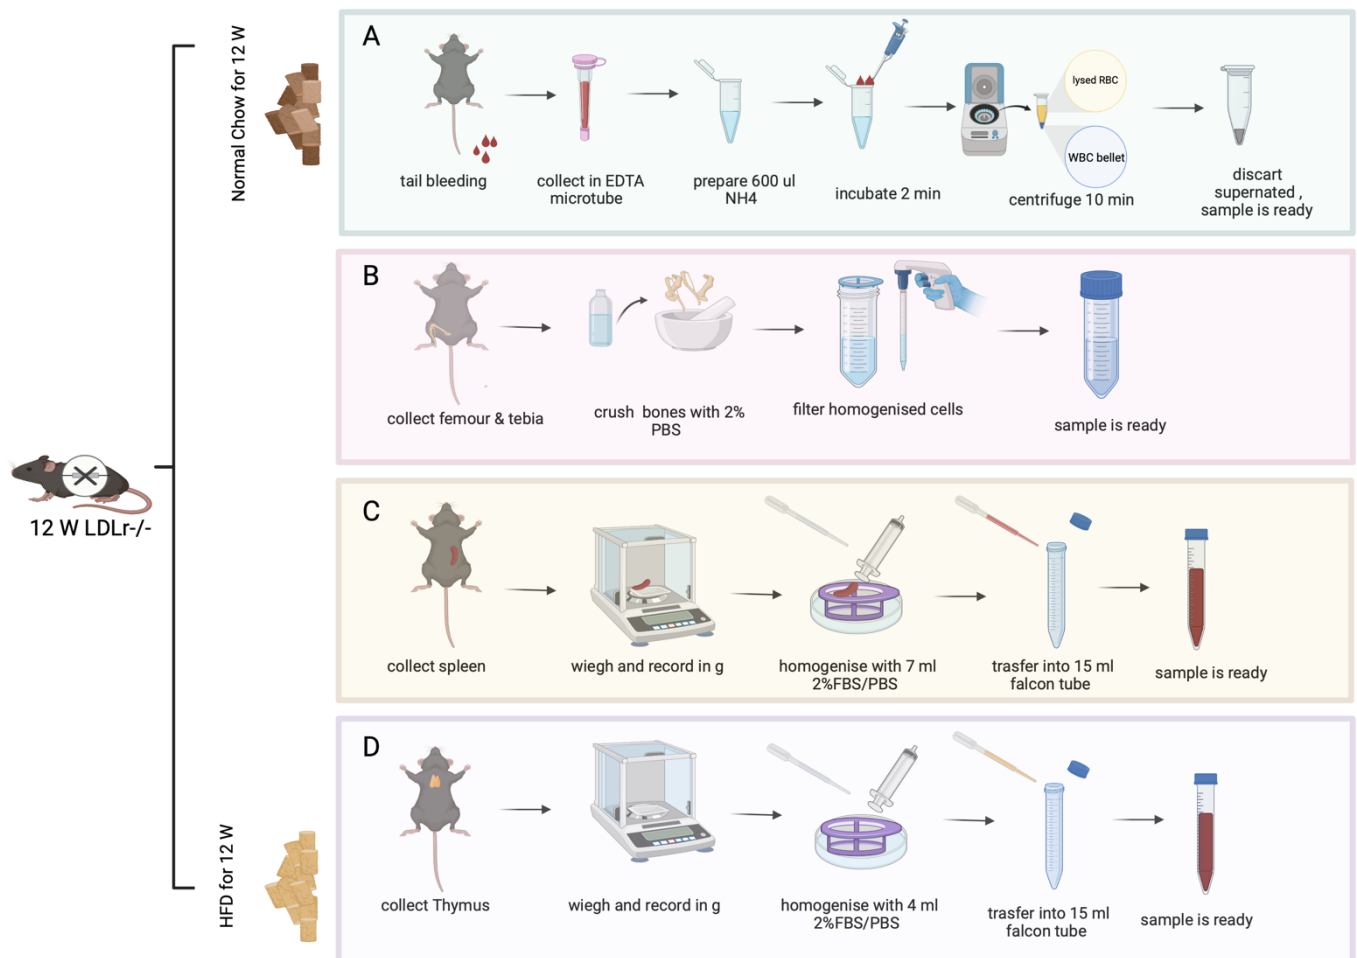 Normal Chow for 12 W
A
tail bleeding
collect in EDTA
microtube
prepare 600 ul
NH4
incubate 2 min
lysed RBC
WBC bellet
centrifuge 10 min
discart
supernated ,
sample is ready
B
collect femour & tebia
crush bones with 2%
PBS
filter homogenised cells
sample is ready
12 W LDLr-/-
C
collect spleen
wiegh and record in g
homogenise with 7 ml
2%FBS/PBS
trasfer into 15 ml
falcon tube
sample is ready
HFD for 12 W
D
collect Thymus
wiegh and record in g
homogenise with 4 ml
2%FBS/PBS
trasfer into 15 ml
falcon tube
sample is ready